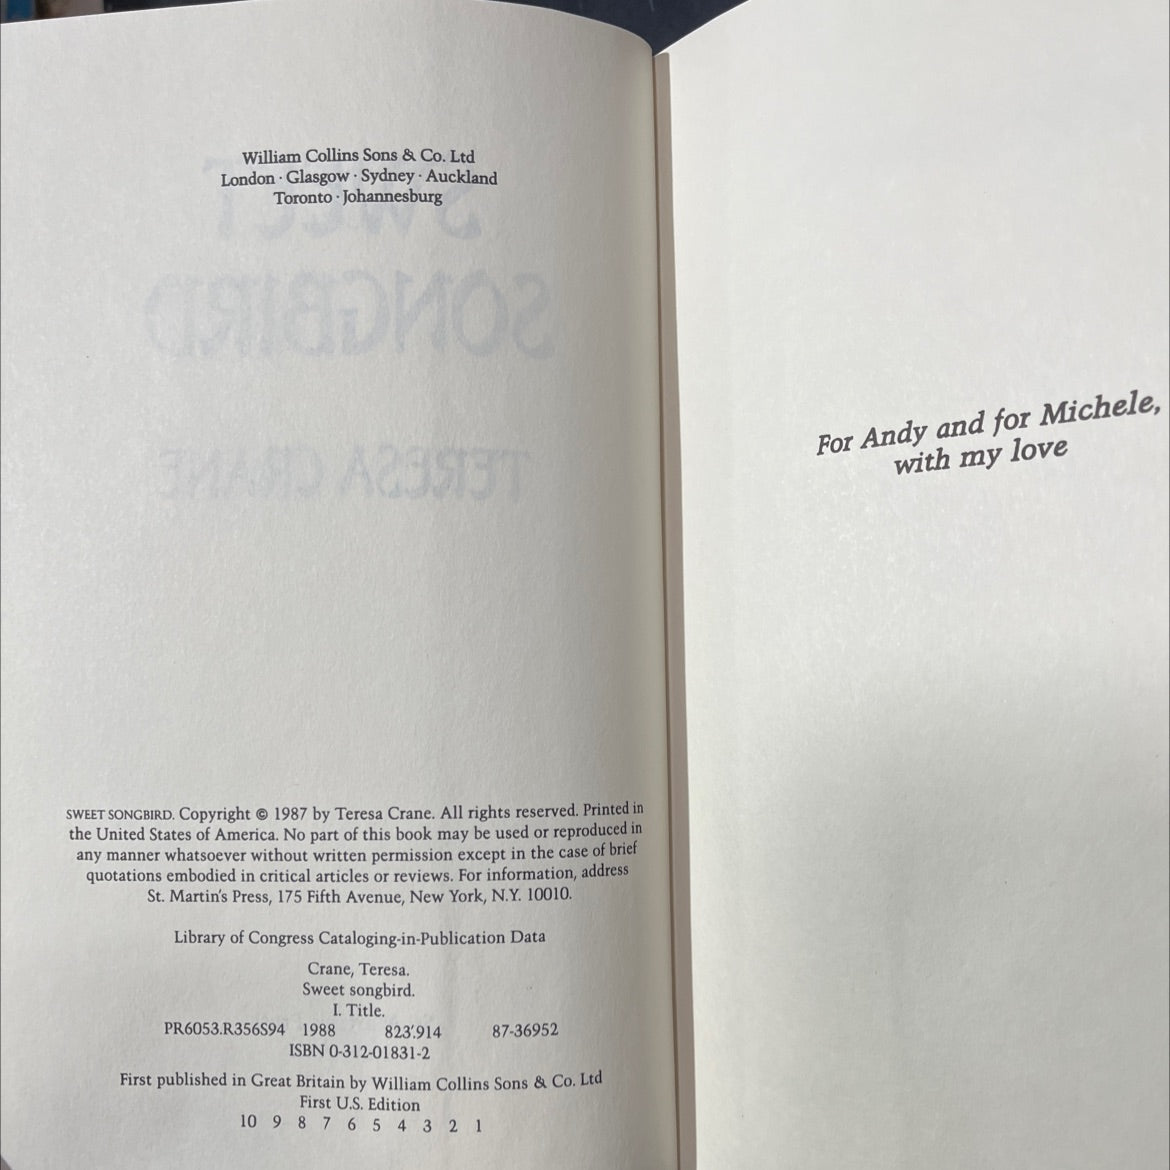 William Collins Sons & Co. Ltd
London · Glasgow · Sydney · Auckland
Toronto · Johannesburg
SWEET
SONGBIRD
TERESA CRANE
SWEET SONGBIRD. Copyright © 1987 by Teresa Crane. All rights reserved. Printed in
the United States of America. No part of this book may be used or reproduced in
any manner whatsoever without written permission except in the case of brief
quotations embodied in critical articles or reviews. For information, address
St. Martin's Press, 175 Fifth Avenue, New York, N.Y. 10010.
Library of Congress Cataloging-in-Publication Data
Crane, Teresa.
Sweet songbird.
I. Title.
PR6053.R356S94 1988 823'.914 87-36952
ISBN 0-312-01831-2
First published in Great Britain by William Collins Sons & Co. Ltd
First U.S. Edition
10 9 8 7 6 5 4 3 2 1
For Andy and for Michele,
with my love